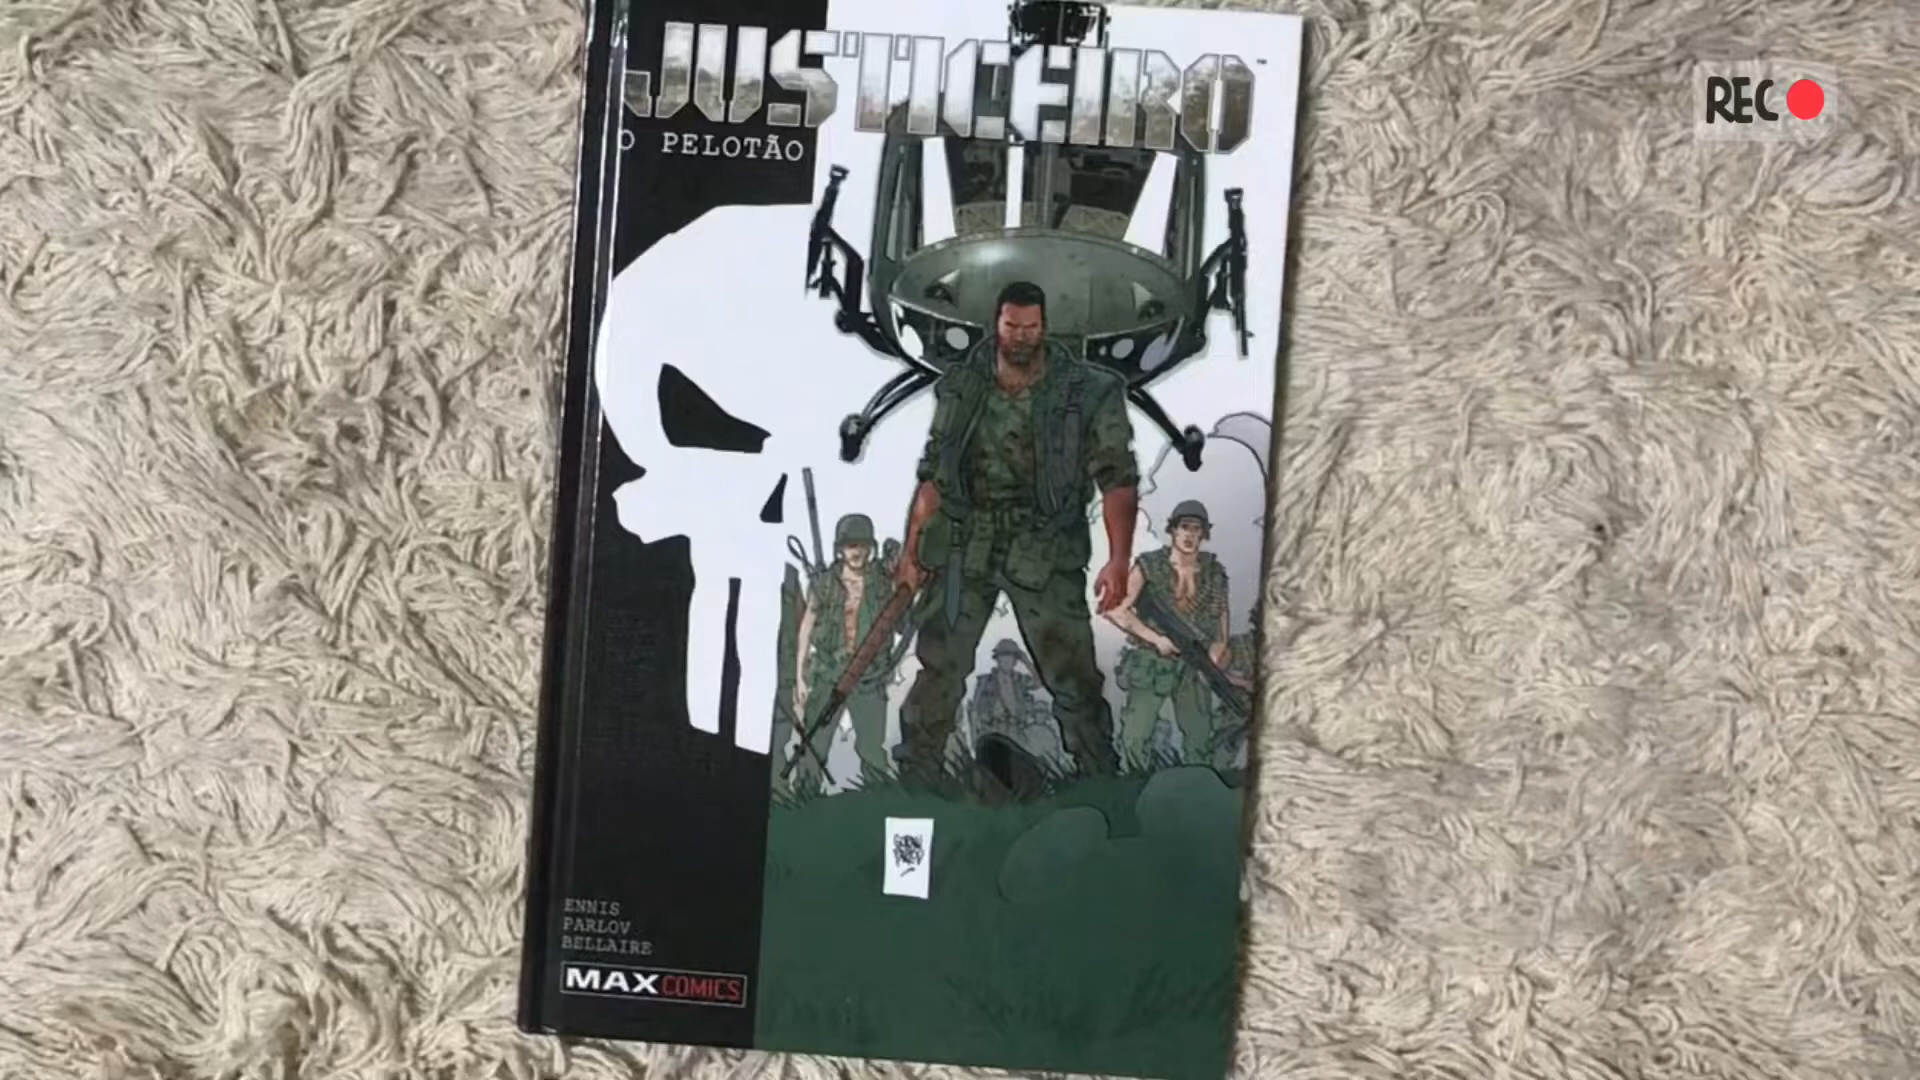 JUSTICEIRO
O PELOTÃO
REC
ENNIS
PARLOV
BELLAIRE
MAX COMICS